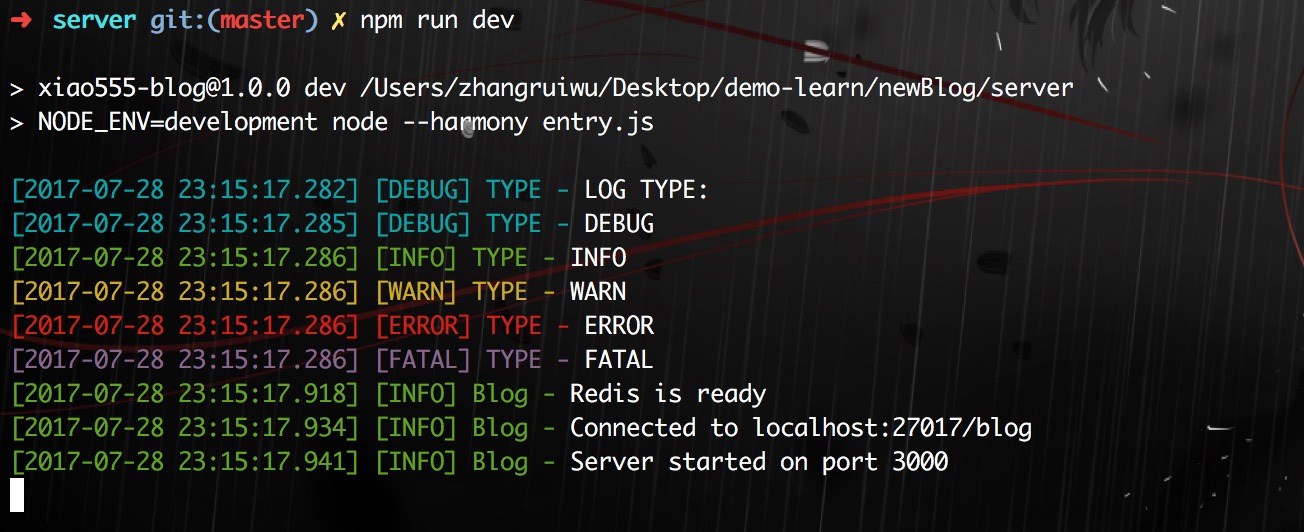 ➜ server git:(master) ✗ npm run dev
> xiao555-blog@1.0.0 dev /Users/zhangruiwu/Desktop/demo-learn/newBlog/server
> NODE_ENV=development node --harmony entry.js
[2017-07-28 23:15:17.282] [DEBUG] TYPE - LOG TYPE:
[2017-07-28 23:15:17.285] [DEBUG] TYPE - DEBUG
[2017-07-28 23:15:17.286] [INFO] TYPE - INFO
[2017-07-28 23:15:17.286] [WARN] TYPE - WARN
[2017-07-28 23:15:17.286] [ERROR] TYPE - ERROR
[2017-07-28 23:15:17.286] [FATAL] TYPE - FATAL
[2017-07-28 23:15:17.918] [INFO] Blog - Redis is ready
[2017-07-28 23:15:17.934] [INFO] Blog - Connected to localhost:27017/blog
[2017-07-28 23:15:17.941] [INFO] Blog - Server started on port 3000